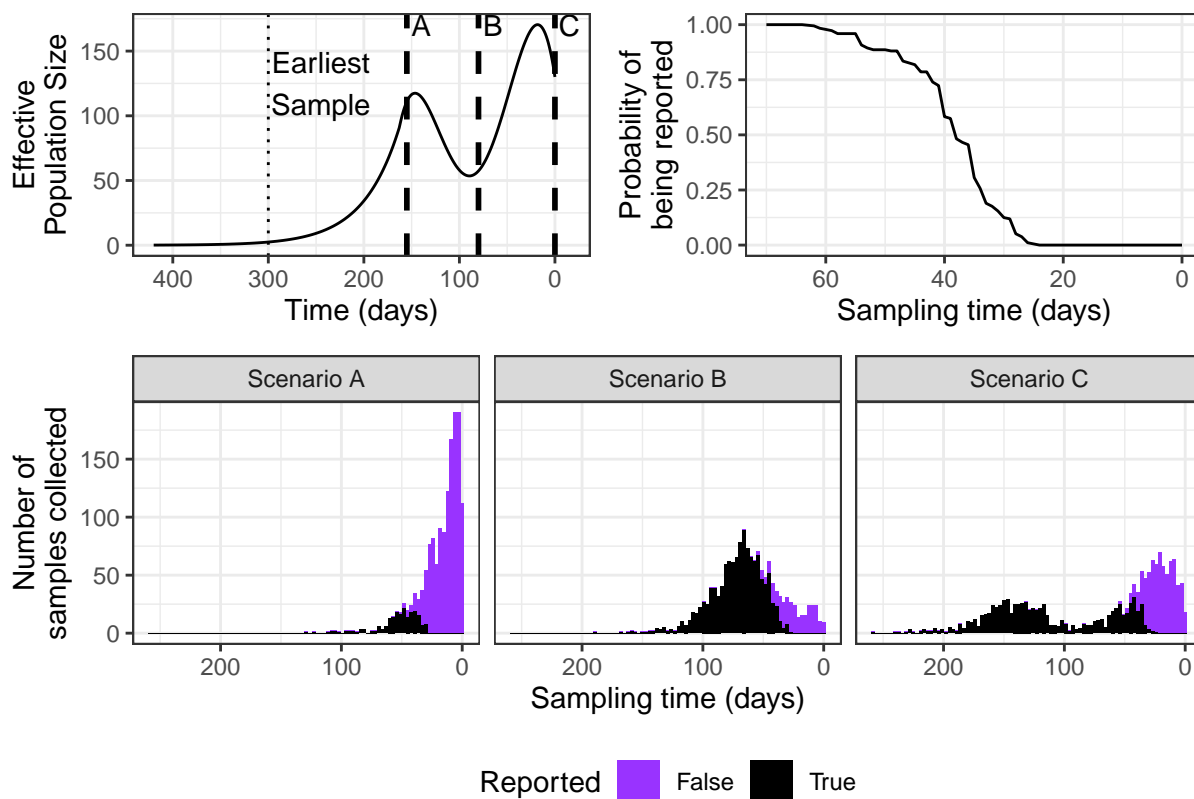 Effective
Population Size
150
100
50
0
A
B
C
Earliest
Sample
400
300
200
100
0
Time (days)
Probability of
being reported
1.00
0.75
0.50
0.25
0.00
60
40
20
0
Sampling time (days)
Scenario A
Scenario B
Scenario C
Number of
samples collected
150
100
50
0
200
100
0
200
100
0
200
100
0
Sampling time (days)
Reported
False
True